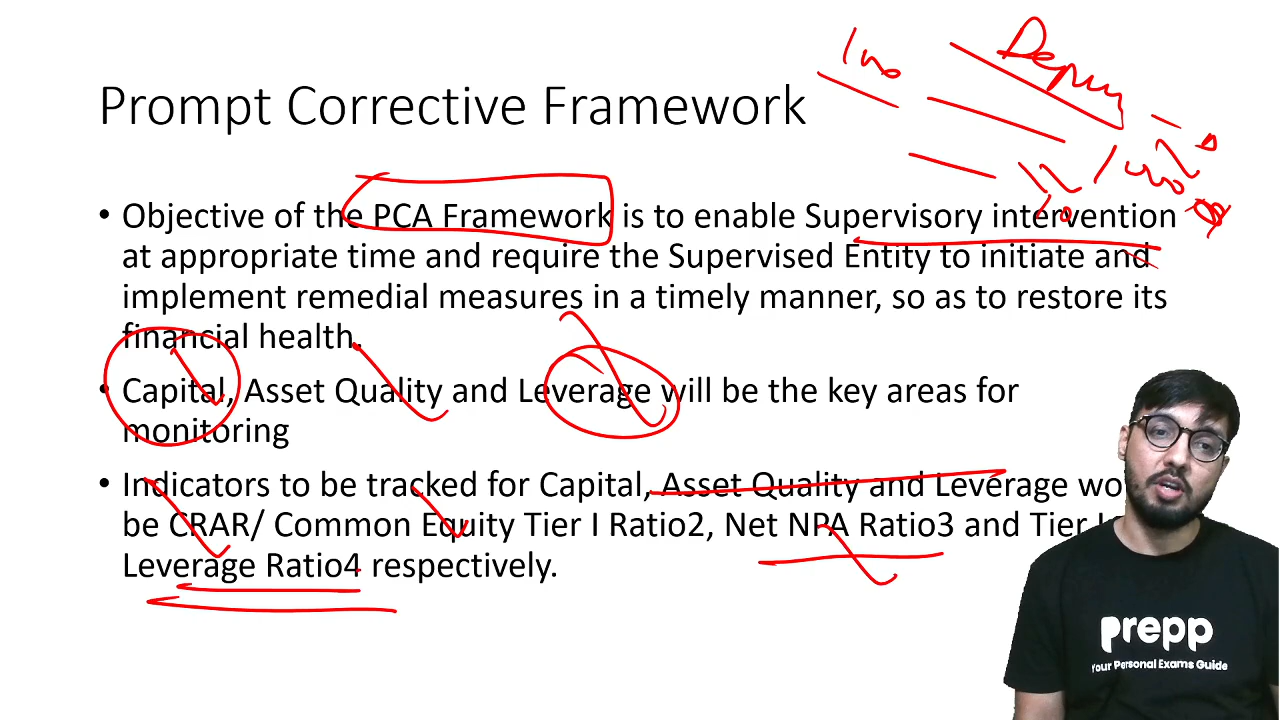 Prompt Corrective Framework
• Objective of the PCA Framework is to enable Supervisory intervention
at appropriate time and require the Supervised Entity to initiate and
implement remedial measures in a timely manner, so as to restore its
financial health.
• Capital, Asset Quality and Leverage will be the key areas for
monitoring
• Indicators to be tracked for Capital, Asset Quality and Leverage
be CRAR/ Common Equity Tier I Ratio2, Net NPA Ratio3 and Tier
Leverage Ratio4 respectively.
prepp
Your Personal Exams Guide